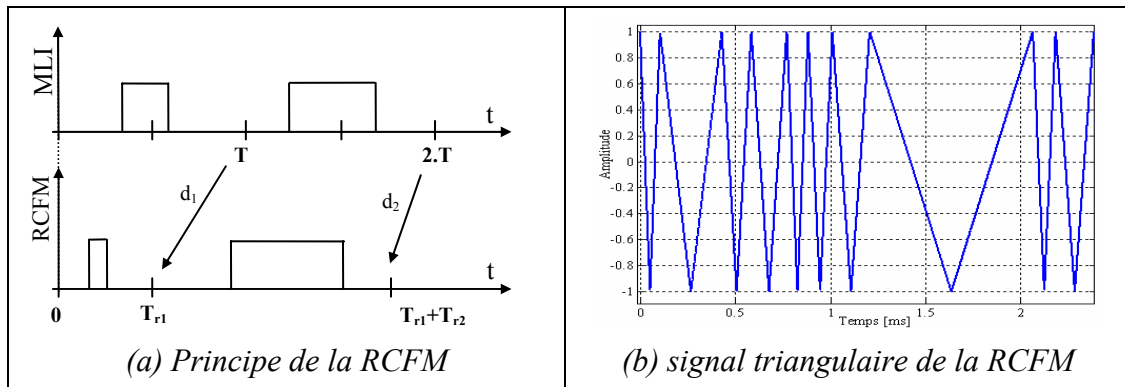 MLI
t
T
2.T
d1
d2
RCFM
t
0
Tr1
Tr1+Tr2
(a) Principe de la RCFM
1
0.8
0.6
0.4
0.2
0
-0.2
-0.4
-0.6
-0.8
-1
Amplitude
0
0.5
1
1.5
2
Temps [ms]
(b) signal triangulaire de la RCFM